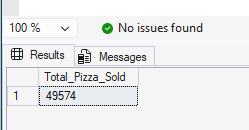 100 % No issues found
Results Messages
Total_Pizza_Sold
1 49574